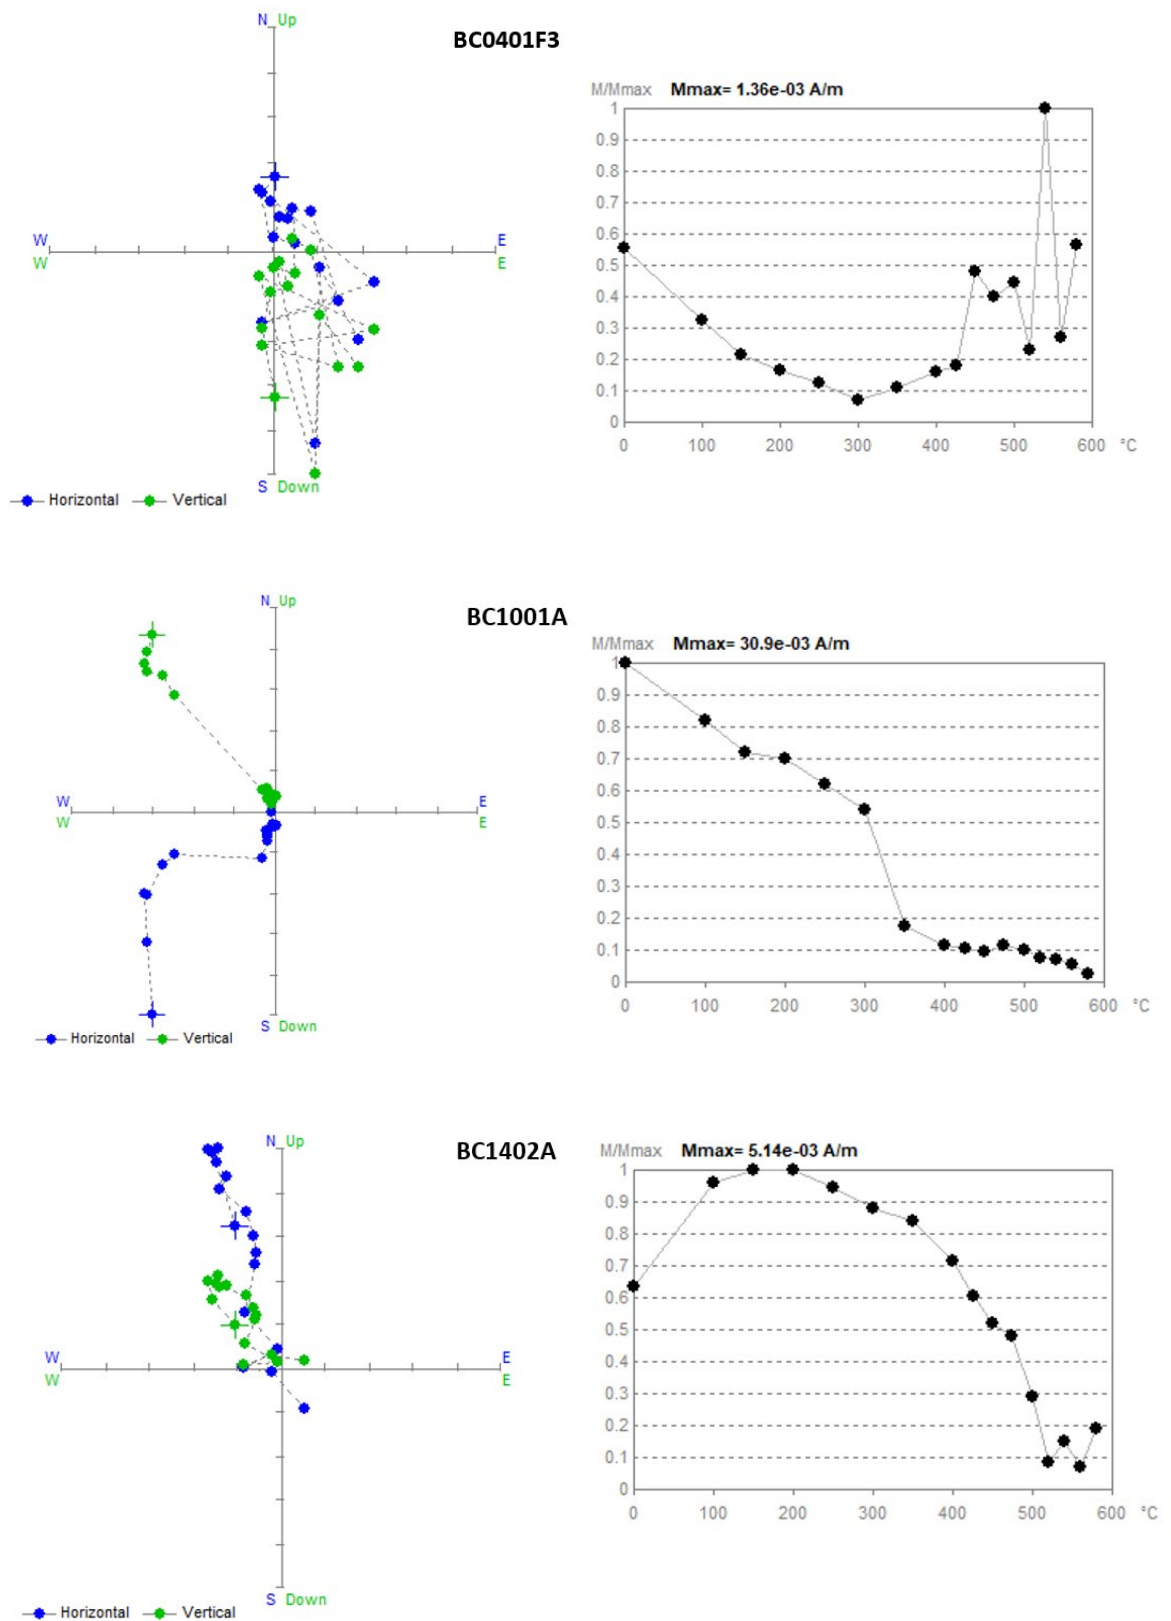 N Up
BC0401F3
M/Mmax Mmax= 1.36e-03 A/m
1
0.9
0.8
0.7
0.6
0.5
0.4
0.3
0.2
0.1
0
0 100 200 300 400 500 600 °C
W E
W E
S Down
Horizontal Vertical
N Up
BC1001A
M/Mmax Mmax= 30.9e-03 A/m
1
0.9
0.8
0.7
0.6
0.5
0.4
0.3
0.2
0.1
0
0 100 200 300 400 500 600 °C
W E
W E
S Down
Horizontal Vertical
N Up
BC1402A
M/Mmax Mmax= 5.14e-03 A/m
1
0.9
0.8
0.7
0.6
0.5
0.4
0.3
0.2
0.1
0
0 100 200 300 400 500 600 °C
W E
W E
S Down
Horizontal Vertical